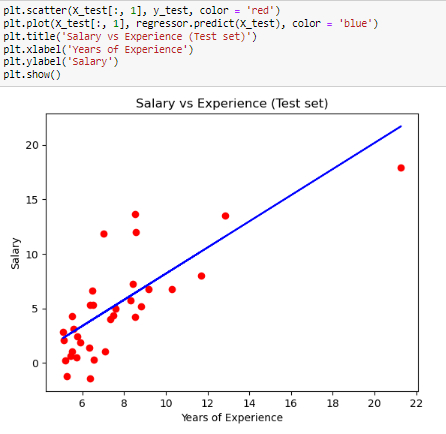 plt.scatter(X_test[:, 1], y_test, color = 'red')
plt.plot(X_test[:, 1], regressor.predict(X_test), color = 'blue')
plt.title('Salary vs Experience (Test set)')
plt.xlabel('Years of Experience')
plt.ylabel('Salary')
plt.show()
Salary vs Experience (Test set)
20
15
10
5
0
Salary
6 8 10 12 14 16 18 20 22
Years of Experience